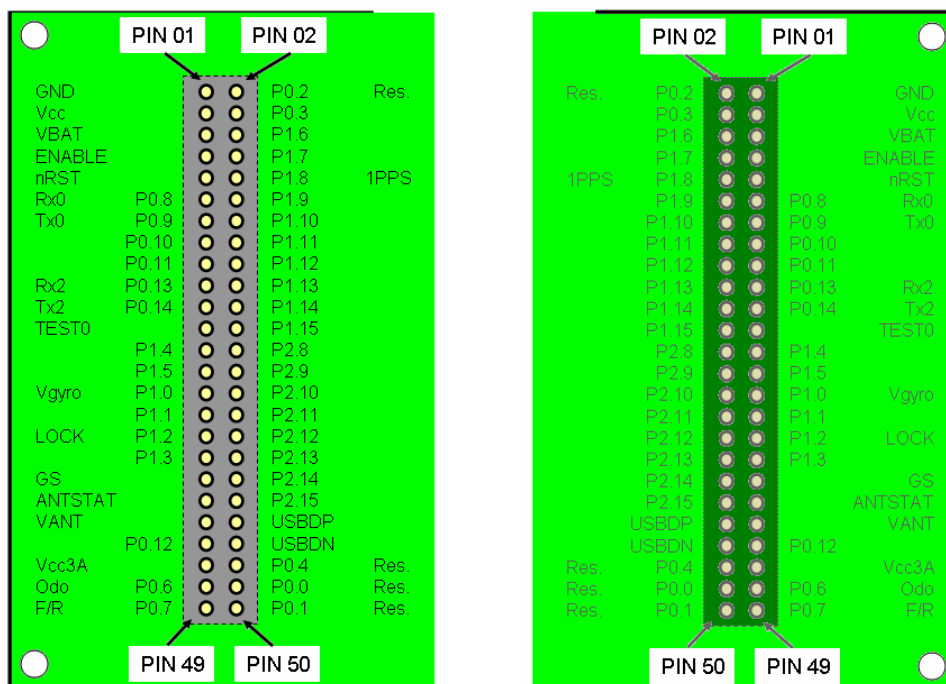 PIN 01 PIN 02 PIN 02 PIN 01
GND P0.2 Res. Res. P0.2 GND
Vcc P0.3 P0.3 Vcc
VBAT P1.6 P1.6 VBAT
ENABLE P1.7 P1.7 ENABLE
nRST P1.8 1PPS 1PPS P1.8 nRST
Rx0 P0.8 P1.9 P1.9 P0.8 Rx0
Tx0 P0.9 P1.10 P1.10 P0.9 Tx0
P0.10 P1.11 P1.11 P0.10
P0.11 P1.12 P1.12 P0.11
Rx2 P0.13 P1.13 P1.13 P0.13 Rx2
Tx2 P0.14 P1.14 P1.14 P0.14 Tx2
TEST0 P1.15 P1.15 TEST0
P1.4 P2.8 P2.8 P1.4
P1.5 P2.9 P2.9 P1.5
Vgyro P1.0 P2.10 P2.10 P1.0 Vgyro
P1.1 P2.11 P2.11 P1.1
LOCK P1.2 P2.12 P2.12 P1.2 LOCK
P1.3 P2.13 P2.13 P1.3
GS P2.14 P2.14 GS
ANTSTAT P2.15 P2.15 ANTSTAT
VANT USBDP USBDP VANT
P0.12 USBDN USBDN P0.12
Vcc3A P0.4 Res. Res. P0.4 Vcc3A
Odo P0.6 P0.0 Res. Res. P0.0 P0.6 Odo
F/R P0.7 P0.1 Res. Res. P0.1 P0.7 F/R
PIN 49 PIN 50 PIN 50 PIN 49